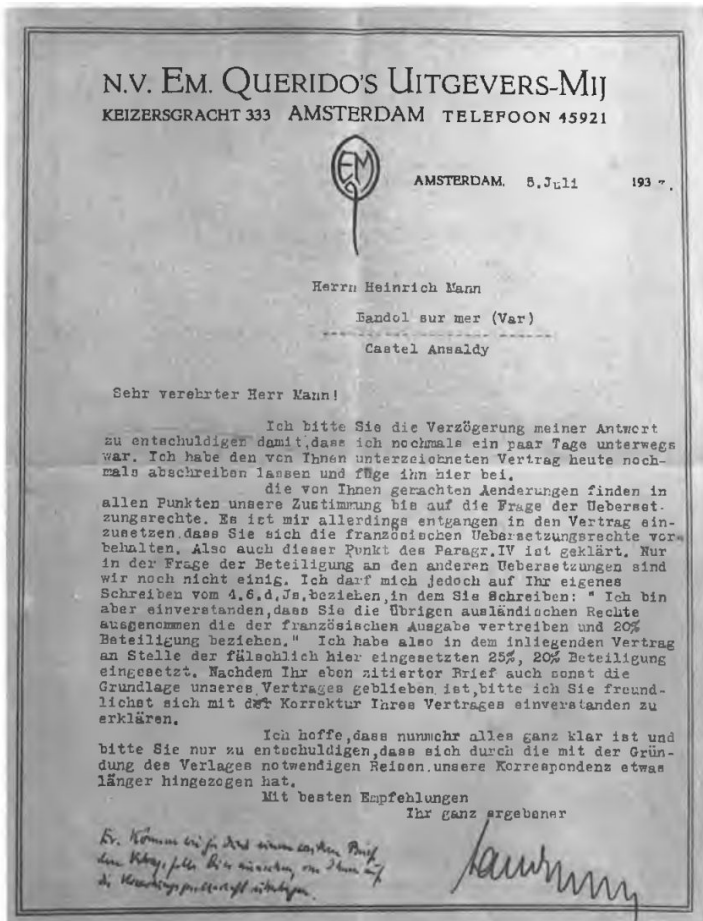 N.V. EM. QUERIDO'S UITGEVERS-MIJ
KEIZERSGRACHT 333 AMSTERDAM TELEFOON 45921
EM
AMSTERDAM. 5.Juli 193
Herrn Heinrich Mann
Bandol sur mer (Var)
Castel Ansaldy
Sehr verehrter Herr Mann!
Ich bitte Sie die Verzögerung meiner Antwort
zu entschuldigen damit,dass ich nochmals ein paar Tage unterwegs
war. Ich habe den von Ihnen unterzeichneten Vertrag heute noch-
mals abschreiben lassen und füge ihn hier bei.
die von Ihnen gemachten Aenderungen finden in
allen Punkten unsere Zustimmung bis auf die Frage der Ueberset-
zungsrechte. Es ist mir allerdings entgangen in den Vertrag ein-
zusetzen dass Sie sich die französischen Uebersetzungsrechte vor-
behalten. Also auch dieser Punkt des Paragr.IV ist geklärt. Nur
in der Frage der Beteiligung an den anderen Uebersetzungen sind
wir noch nicht einig. Ich darf mich jedoch auf Ihr eigenes
Schreiben vom 4.6.d.Js.beziehen,in dem Sie schreiben: " Ich bin
aber einverstanden,dass Sie die übrigen ausländischen Rechte
ausgenommen die der französischen Ausgabe vertreiben und 20%
Beteiligung beziehen." Ich habe also in dem inliegenden Vertrag
an Stelle der fälschlich hier eingesetzten 25%, 20% Beteiligung
eingesetzt. Nachdem Ihr eben zitierter Brief auch sonst die
Grundlage unseres Vertrages geblieben ist,bitte ich Sie freund-
lichst sich mit der Korrektur Ihres Vertrages einverstanden zu
erklären.
Ich hoffe,dass nunmehr alles ganz klar ist und
bitte Sie nur zu entschuldigen,dass sich durch die mit der Grün-
dung des Verlages notwendigen Reisen.unsere Korrespondenz etwas
länger hingezogen hat.
Mit besten Empfehlungen
Ihr ganz ergebener